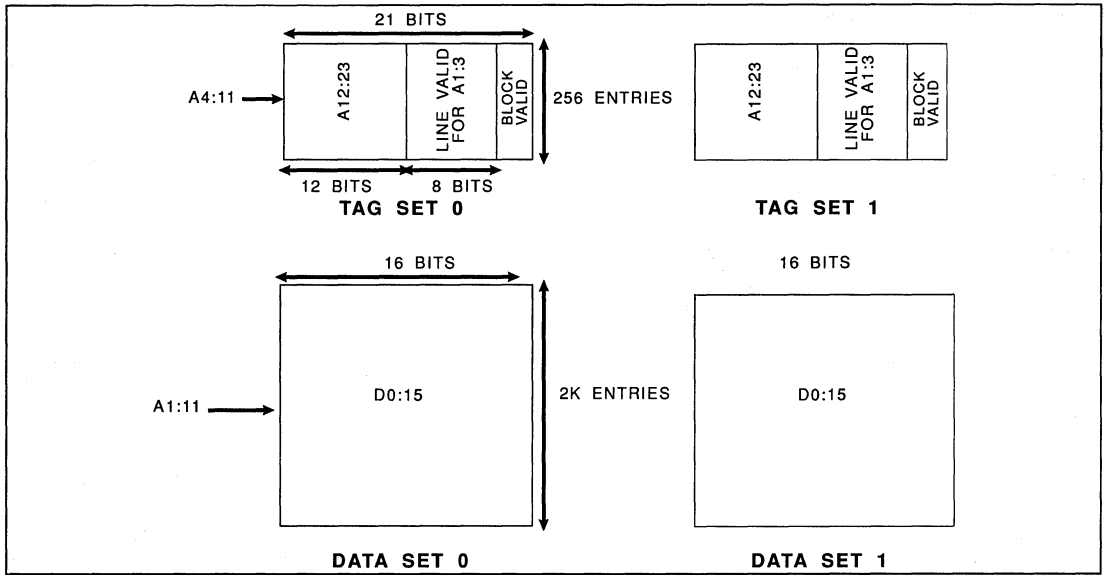 21 BITS
A4:11
A12:23
LINE VALID
FOR A1:3
BLOCK
VALID
256 ENTRIES
12 BITS
8 BITS
TAG SET 0
A12:23
LINE VALID
FOR A1:3
BLOCK
VALID
TAG SET 1
16 BITS
A1:11
D0:15
2K ENTRIES
DATA SET 0
16 BITS
D0:15
DATA SET 1